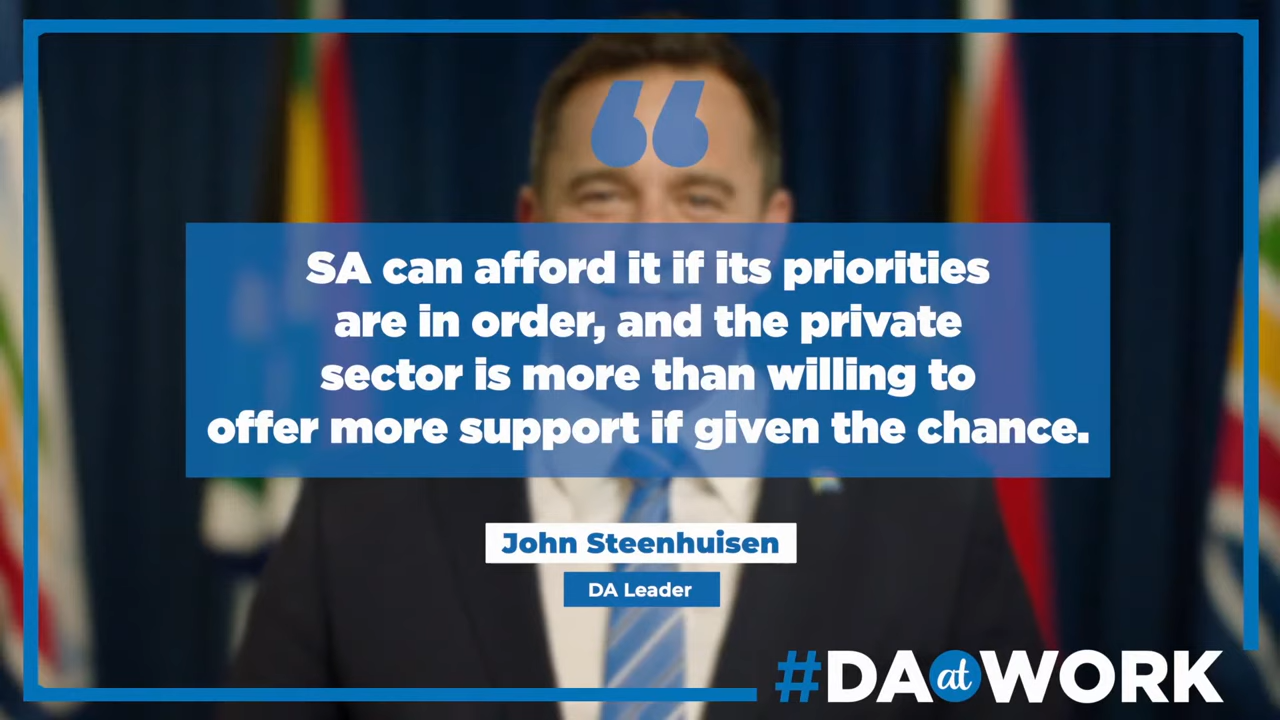 “
SA can afford it if its priorities
are in order, and the private
sector is more than willing to
offer more support if given the chance.
John Steenhuisen
DA Leader
#DA at WORK